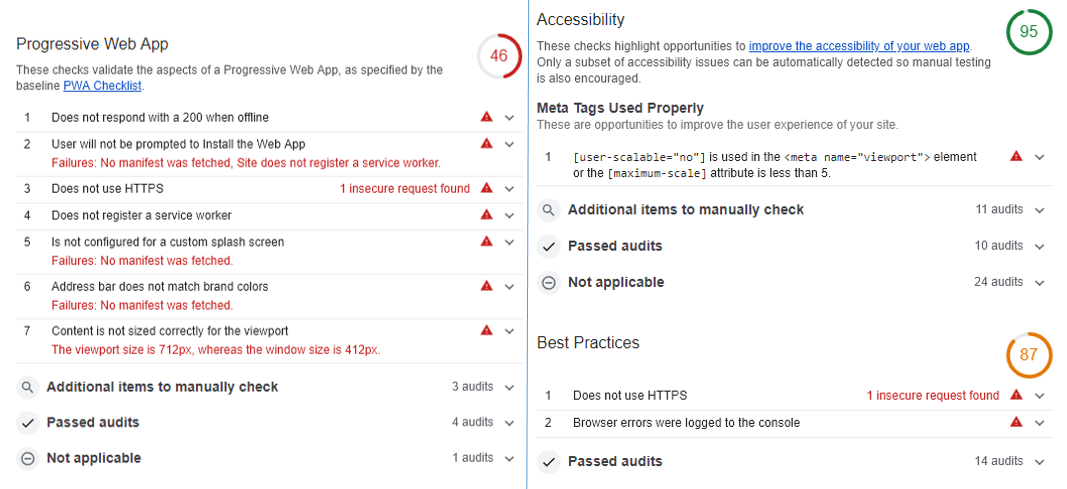 Progressive Web App
46
These checks validate the aspects of a Progressive Web App, as specified by the
baseline PWA Checklist.
1 Does not respond with a 200 when offline
2 User will not be prompted to Install the Web App
Failures: No manifest was fetched, Site does not register a service worker.
3 Does not use HTTPS 1 insecure request found
4 Does not register a service worker
5 Is not configured for a custom splash screen
Failures: No manifest was fetched.
6 Address bar does not match brand colors
Failures: No manifest was fetched.
7 Content is not sized correctly for the viewport
The viewport size is 712px, whereas the window size is 412px.
Additional items to manually check 3 audits
Passed audits 4 audits
Not applicable 1 audits
Accessibility
95
These checks highlight opportunities to improve the accessibility of your web app.
Only a subset of accessibility issues can be automatically detected so manual testing
is also encouraged.
Meta Tags Used Properly
These are opportunities to improve the user experience of your site.
1 [user-scalable="no"] is used in the <meta name="viewport"> element
or the [maximum-scale] attribute is less than 5.
Additional items to manually check 11 audits
Passed audits 10 audits
Not applicable 24 audits
Best Practices
87
1 Does not use HTTPS 1 insecure request found
2 Browser errors were logged to the console
Passed audits 14 audits